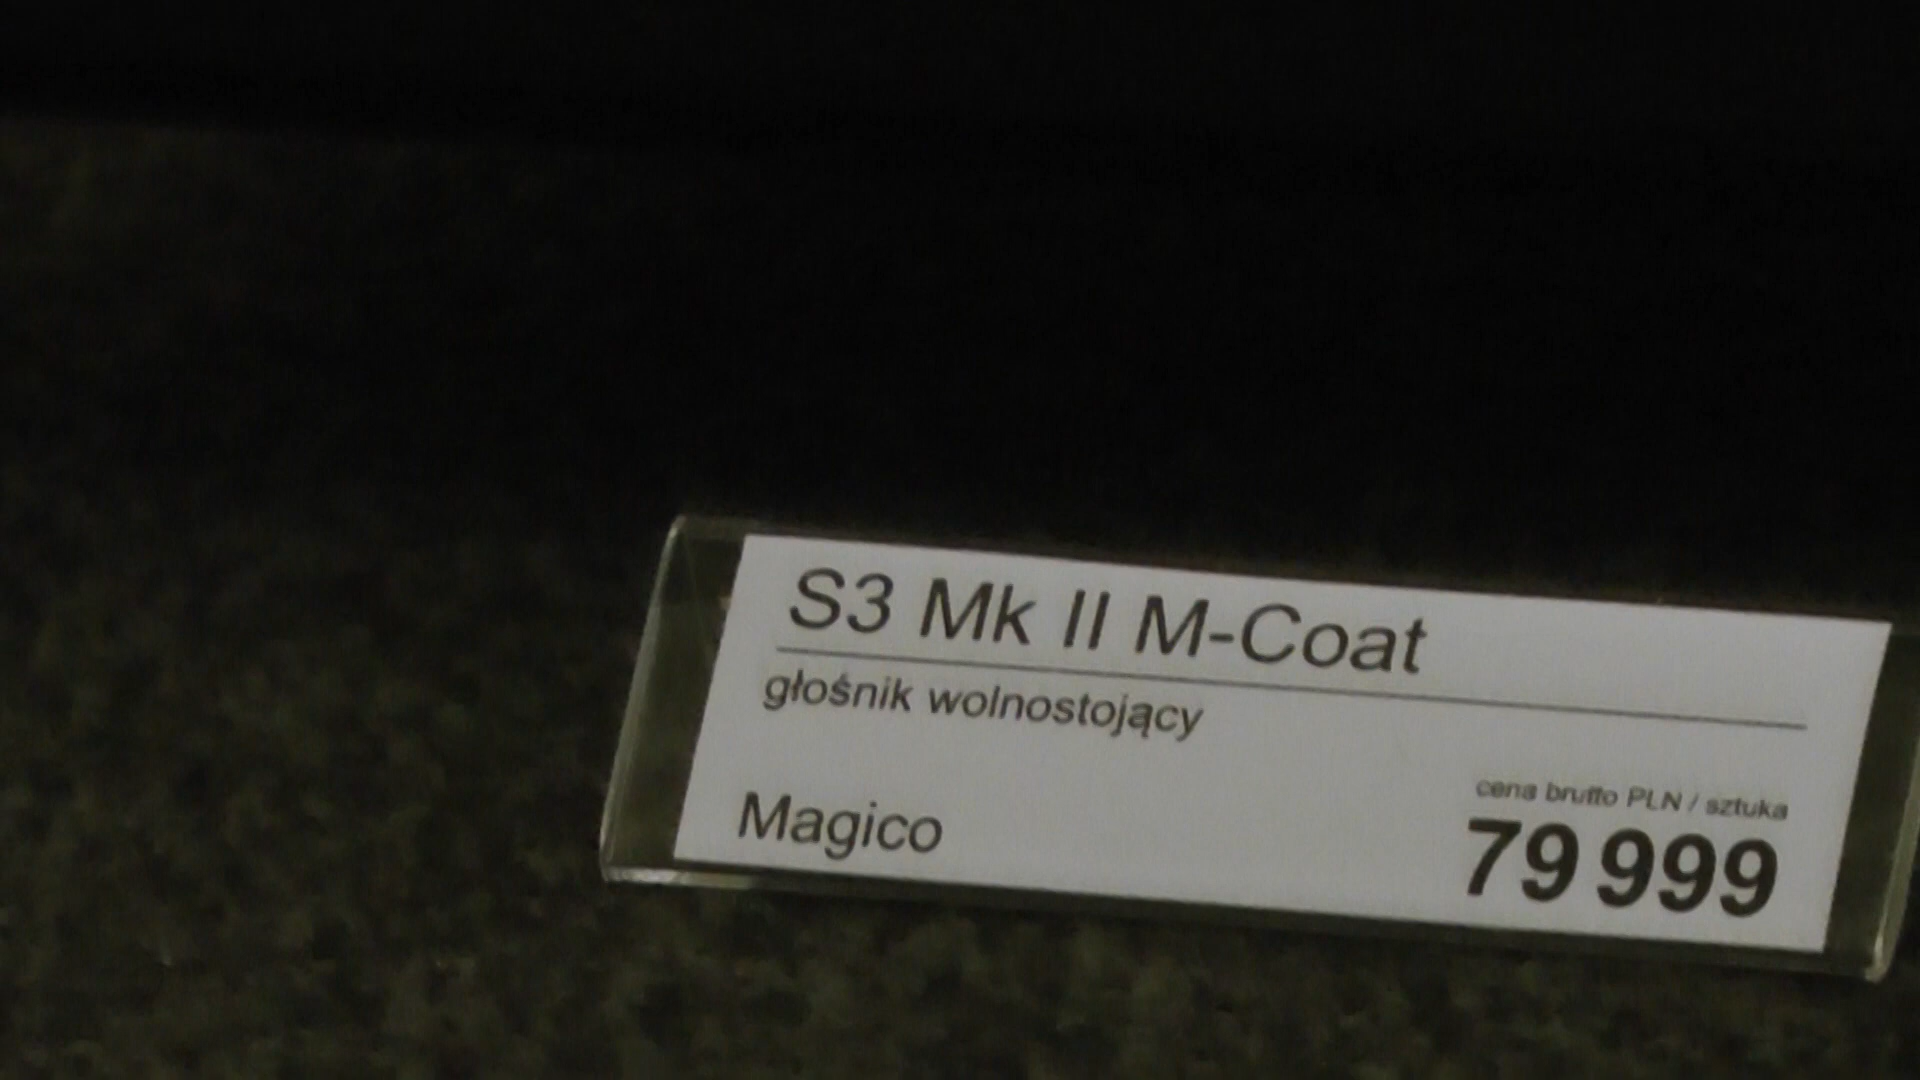 S3 Mk II M-Coat
głośnik wolnostojący
cena brutto PLN / sztuka
Magico
79 999